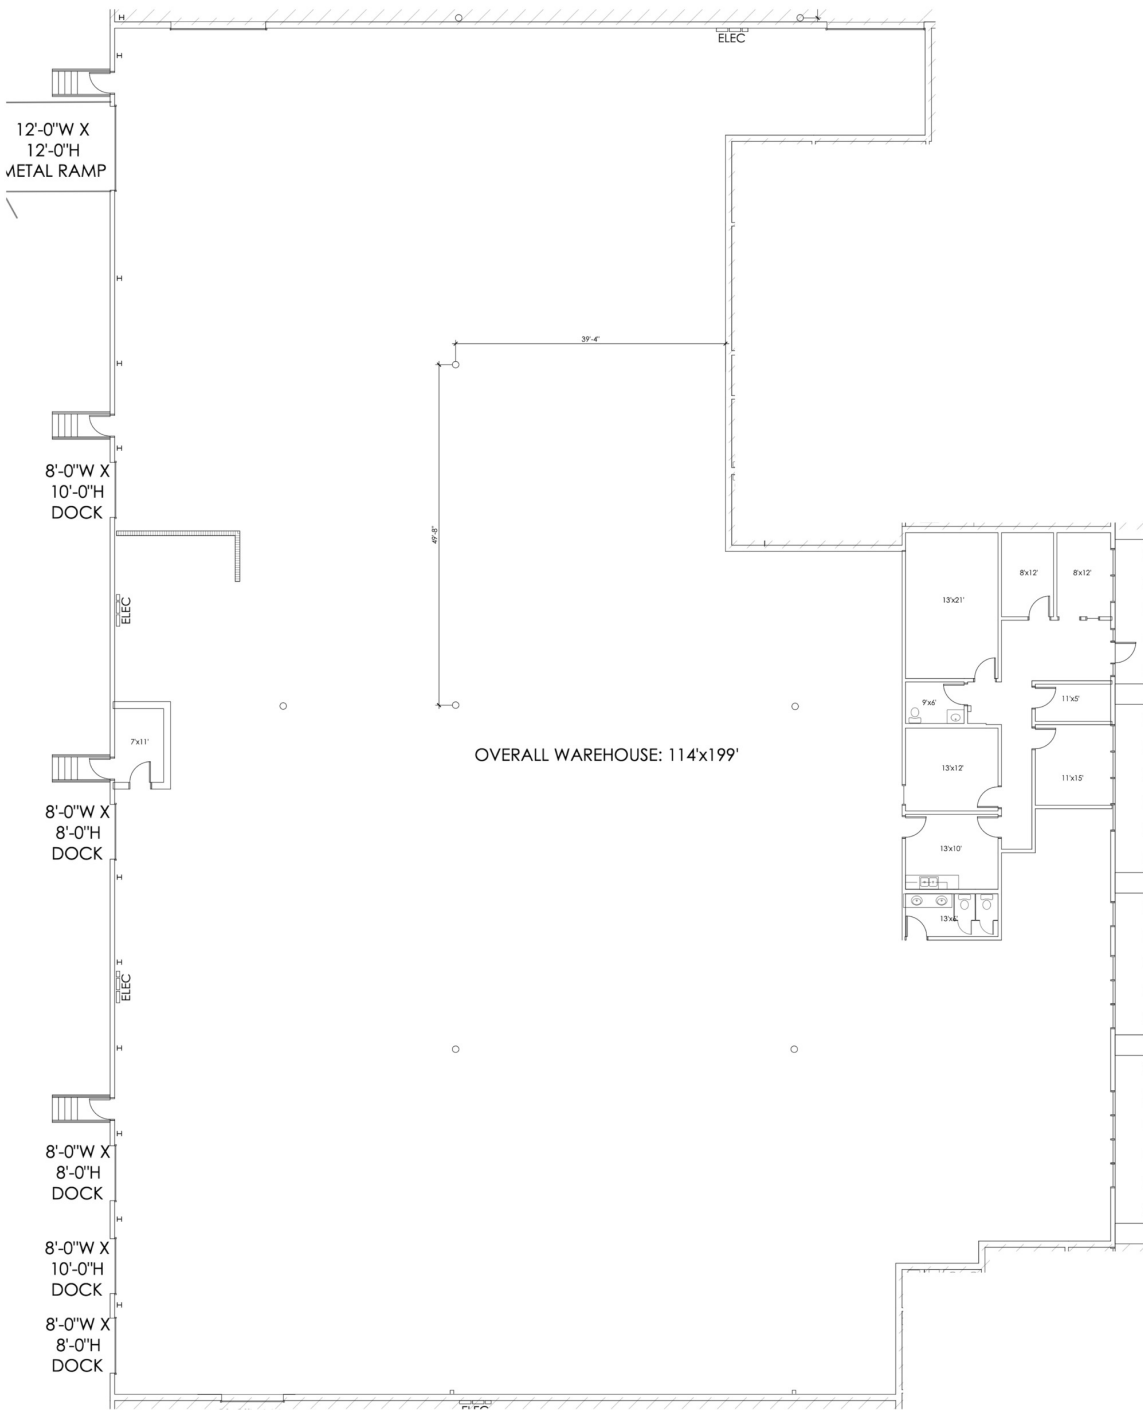 ELEC
12'-0"W X
12'-0"H
METAL RAMP
39'-4"
8'-0"W X
10'-0"H
DOCK
49'-8"
ELEC
13'x21'
8'x12'
8'x12'
9'x6'
11'x5'
7'x11'
OVERALL WAREHOUSE: 114'x199'
13'x12'
11'x15'
8'-0"W X
8'-0"H
DOCK
13'x10'
13'x6'
ELEC
8'-0"W X
8'-0"H
DOCK
8'-0"W X
10'-0"H
DOCK
8'-0"W X
8'-0"H
DOCK
ELEC